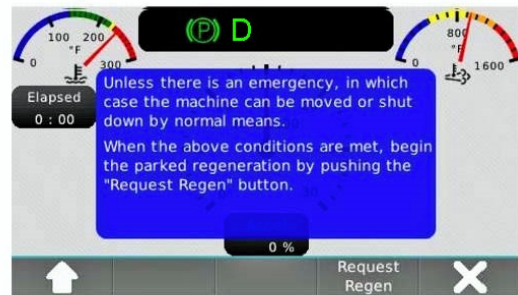 (P) D
100 200
°F
0 300
800
°F
0 1600
Elapsed
0 : 00
Unless there is an emergency, in which
case the machine can be moved or shut
down by normal means.
When the above conditions are met, begin
the parked regeneration by pushing the
"Request Regen" button.
0 %
Request
Regen